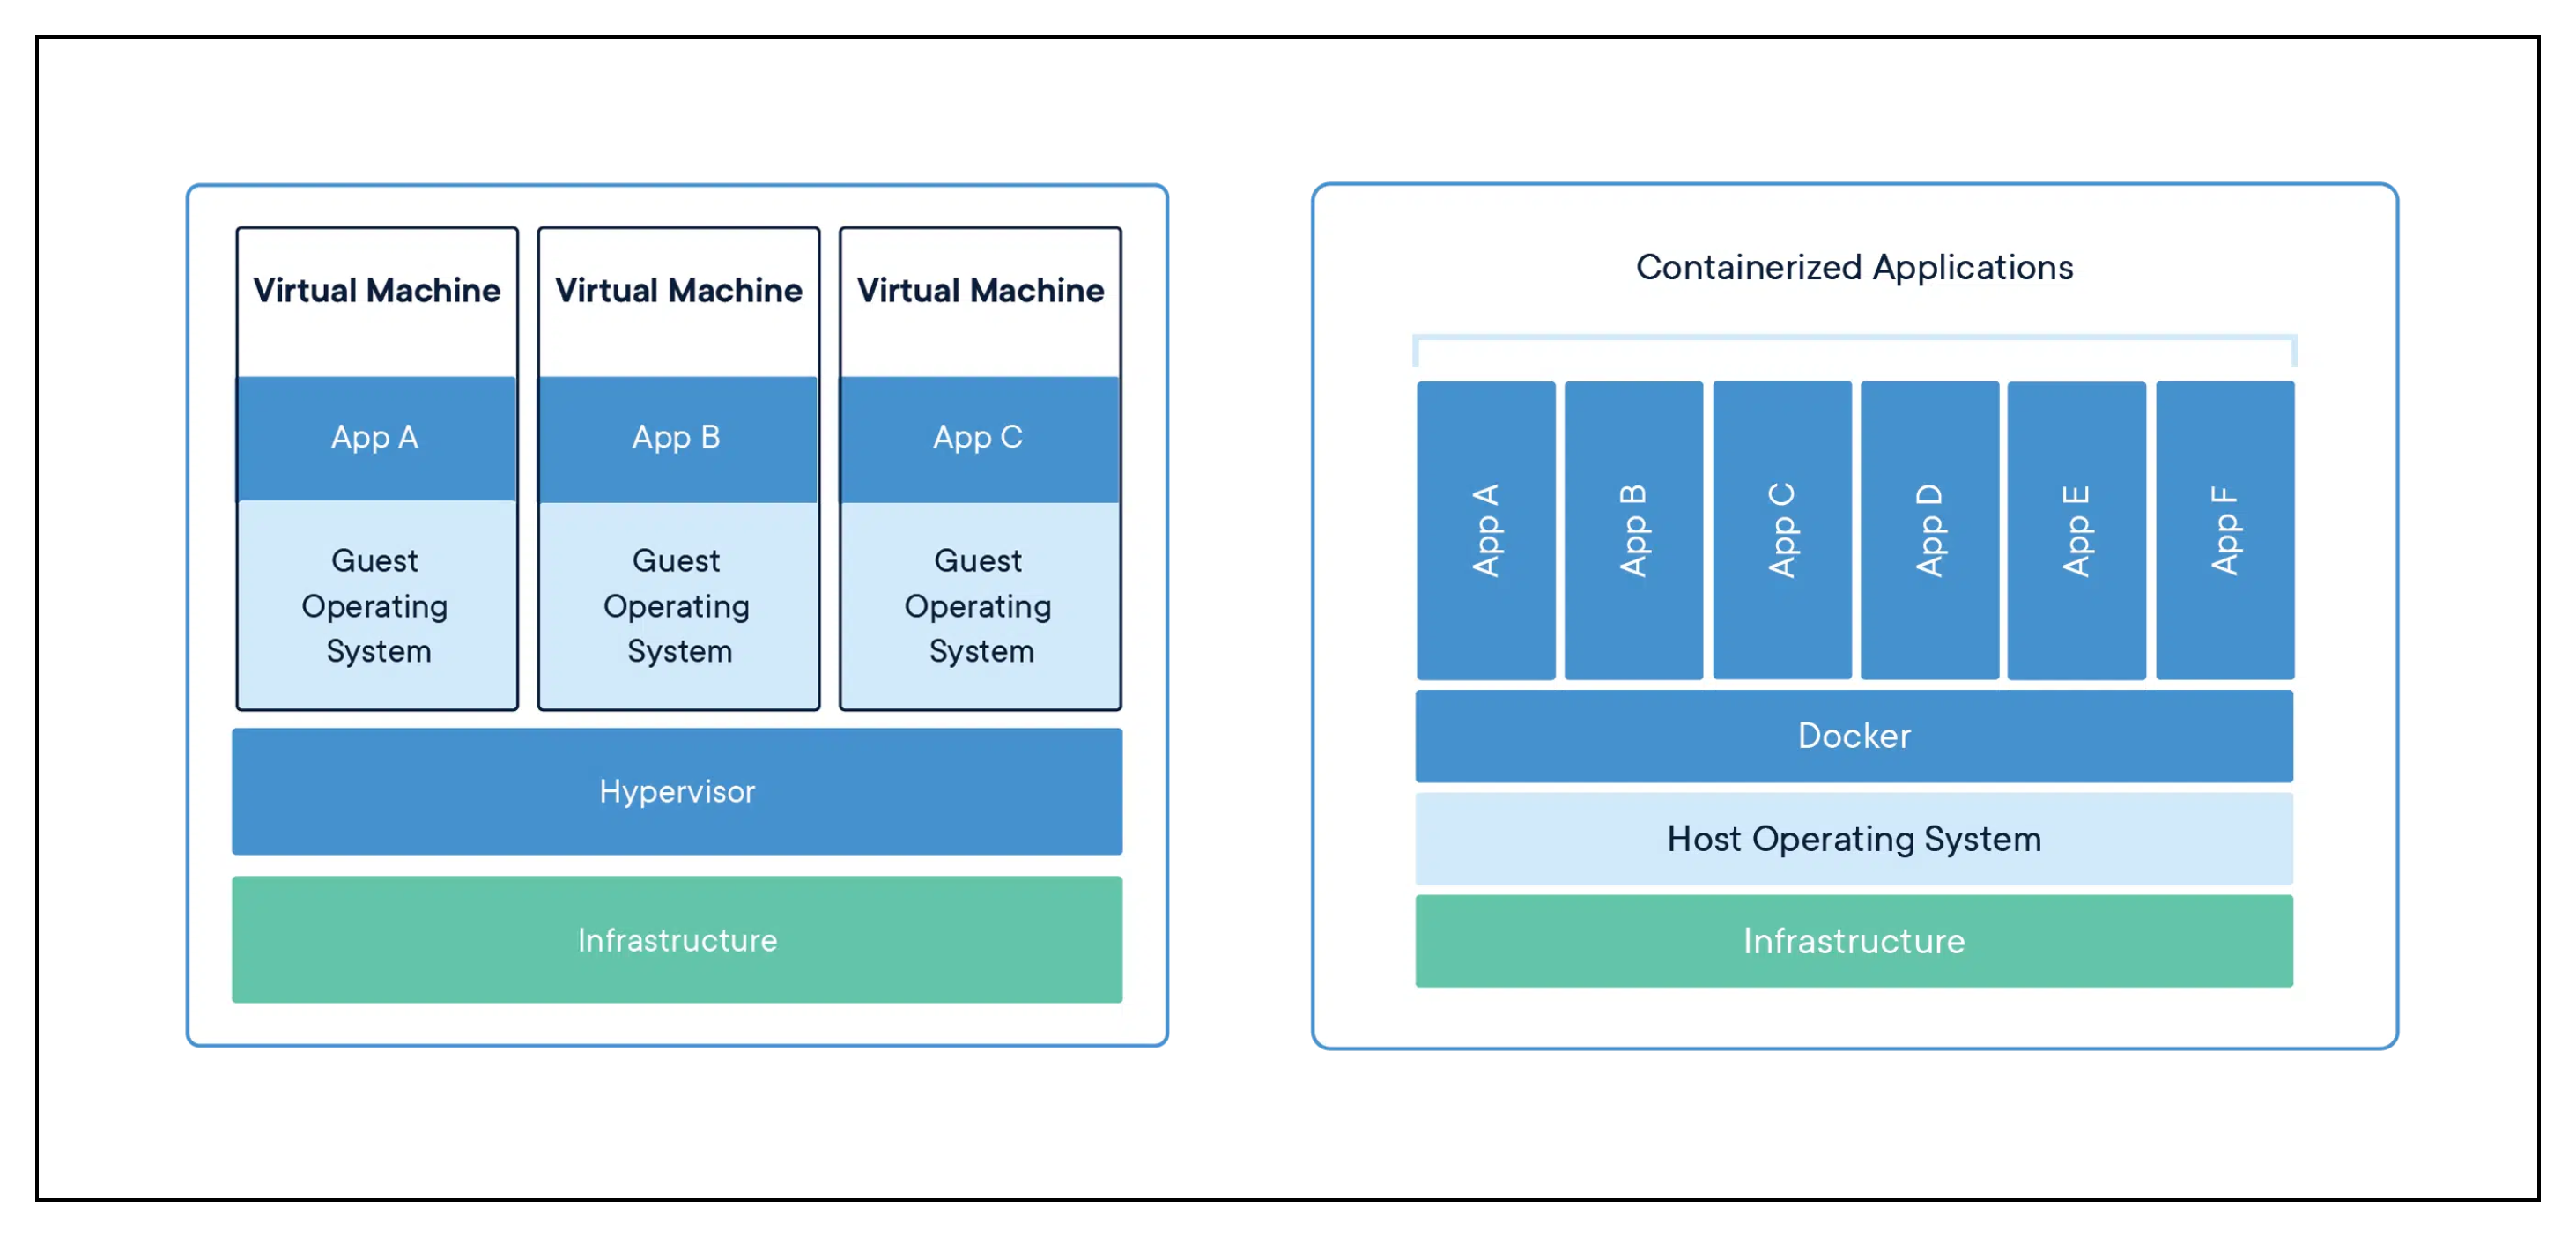 Virtual Machine
App A
Guest
Operating
System
Virtual Machine
App B
Guest
Operating
System
Virtual Machine
App C
Guest
Operating
System
Hypervisor
Infrastructure
Containerized Applications
App A
App B
App C
App D
App E
App F
Docker
Host Operating System
Infrastructure